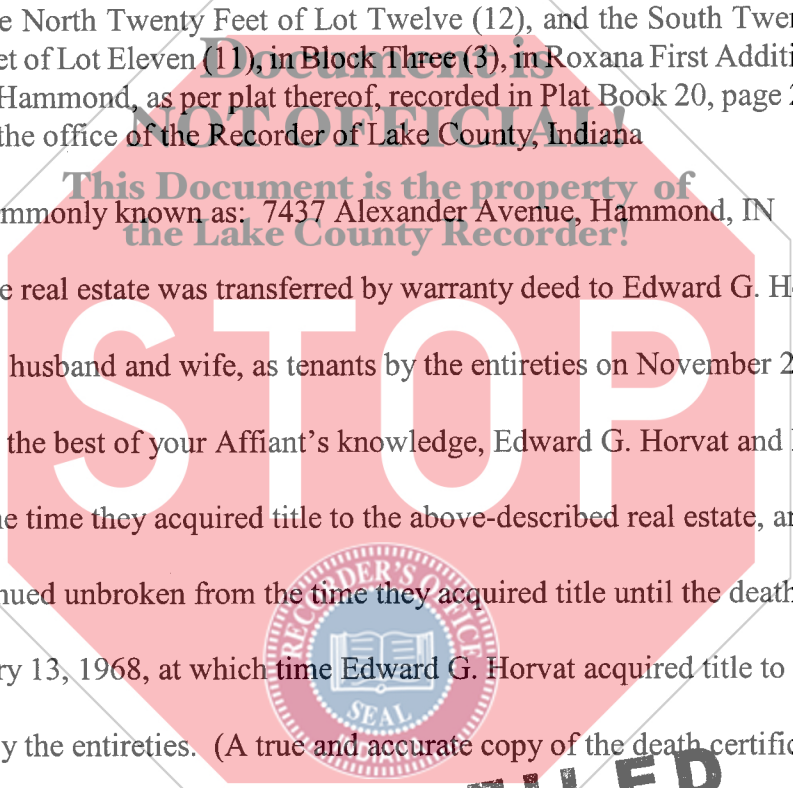 e North Twenty Feet of Lot Twelve (12), and the South Twe
et of Lot Eleven (11), in Block Three (3), in Roxana First Additi
Document is
Hammond, as per plat thereof, recorded in Plat Book 20, page 2
NOT OFFICIAL!
the office of the Recorder of Lake County, Indiana
This Document is the property of
mmonly known as: 7437 Alexander Avenue, Hammond, IN
the Lake County Recorder!
e real estate was transferred by warranty deed to Edward G. H
husband and wife, as tenants by the entireties on November 2
STOP
the best of your Affiant's knowledge, Edward G. Horvat and
e time they acquired title to the above-described real estate, a
nued unbroken from the time they acquired title until the death
RECORDER'S OFFICE
ry 13, 1968, at which time Edward G. Horvat acquired title to
SEAL
y the entireties. (A true and accurate copy of the death certific
INDIANA
FILED